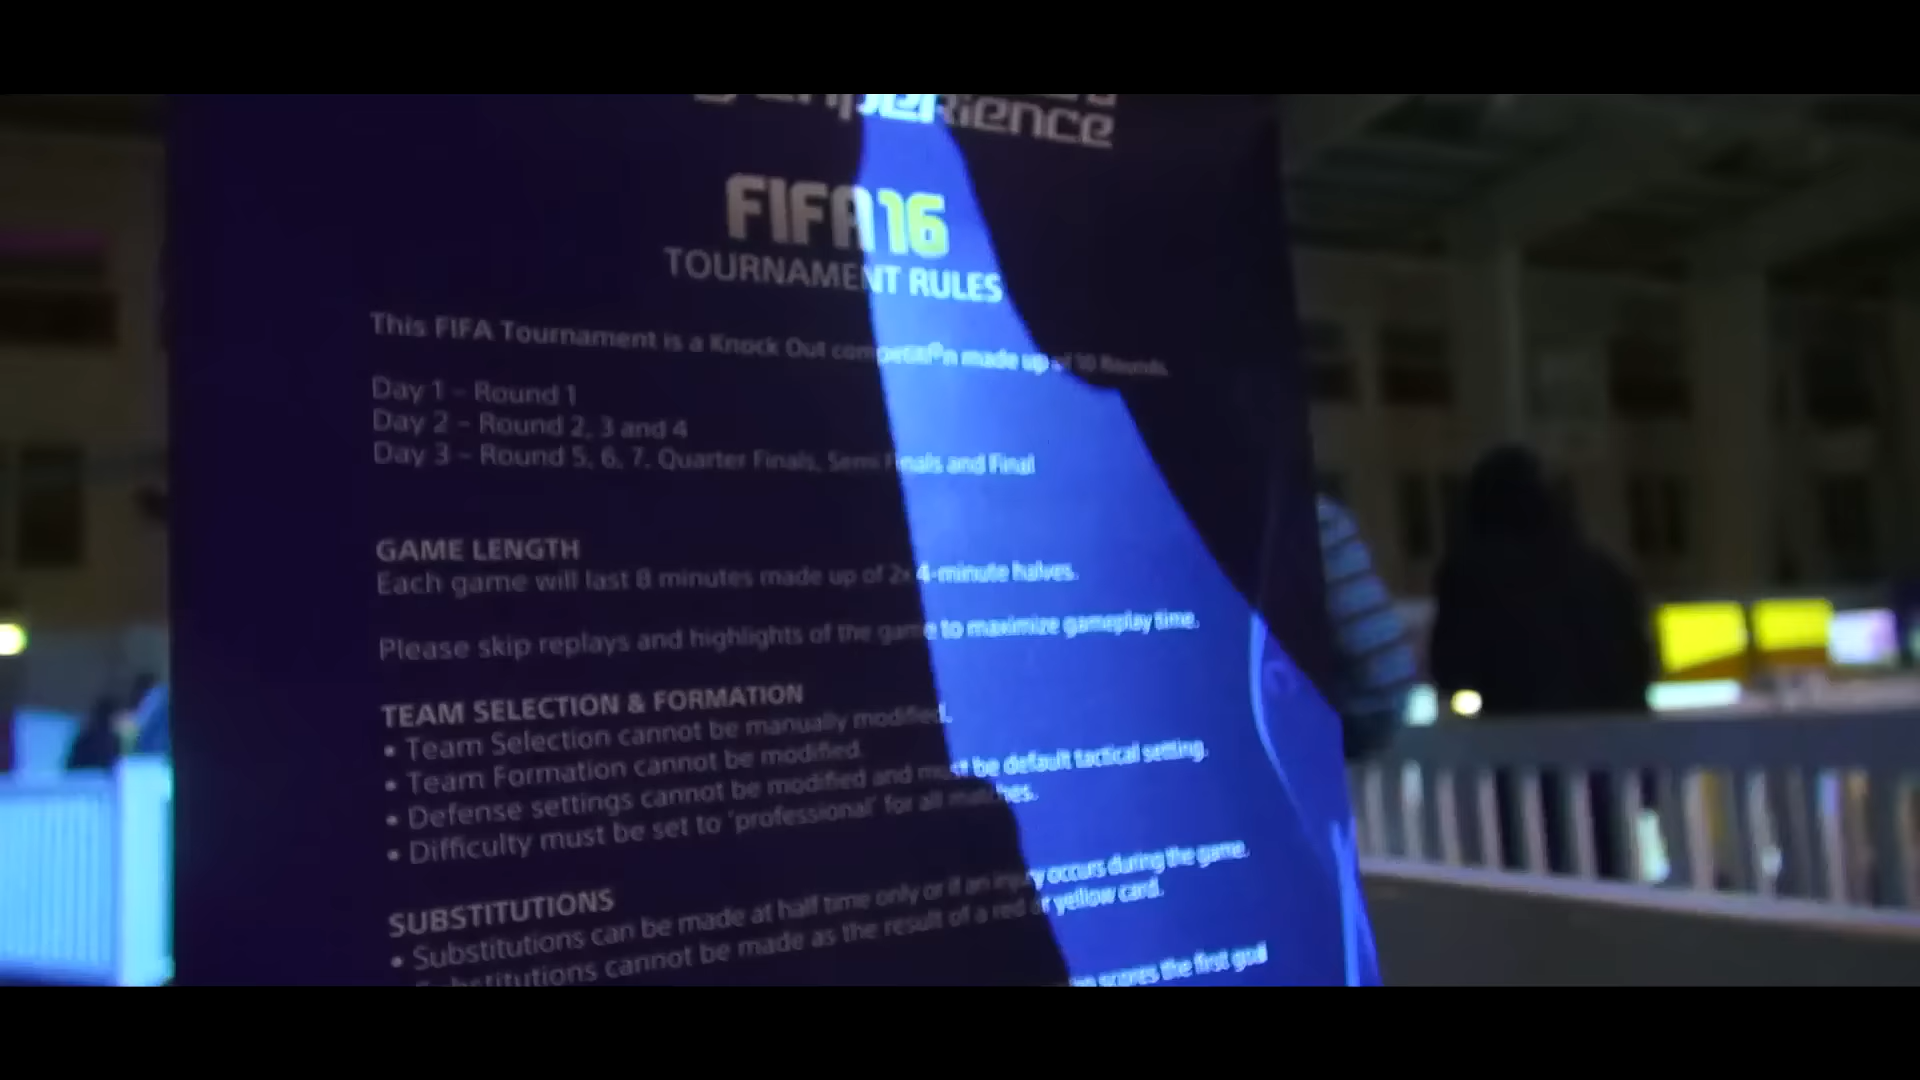 Experience
FIFA 16
TOURNAMENT RULES
This FIFA Tournament is a Knock Out competition made up of 10 Rounds.
Day 1 – Round 1
Day 2 – Round 2, 3 and 4
Day 3 – Round 5, 6, 7, Quarter Finals, Semi Finals and Final
GAME LENGTH
Each game will last 8 minutes made up of 2x 4-minute halves.
Please skip replays and highlights of the game to maximize gameplay time.
TEAM SELECTION & FORMATION
• Team Selection cannot be manually modified.
• Team Formation cannot be modified.
• Defense settings cannot be modified and must be default tactical setting.
• Difficulty must be set to 'professional' for all matches.
SUBSTITUTIONS
• Substitutions can be made at half time only or if an injury occurs during the game.
• Substitutions cannot be made as the result of a red or yellow card.
scores the first goal